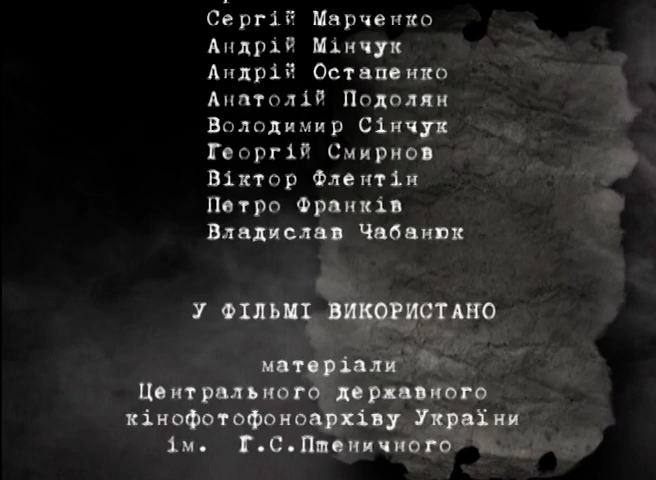 Сергій Марченко
Андрій Мінчук
Андрій Остапенко
Анатолій Подолян
Володимир Сінчук
Георгій Смирнов
Віктор Флентін
Петро Франків
Владислав Чабанюк
У ФІЛЬМІ ВИКОРИСТАНО
матеріали
Центрального державного
кінофотофоноархіву України
ім. Г.С.Пшеничного